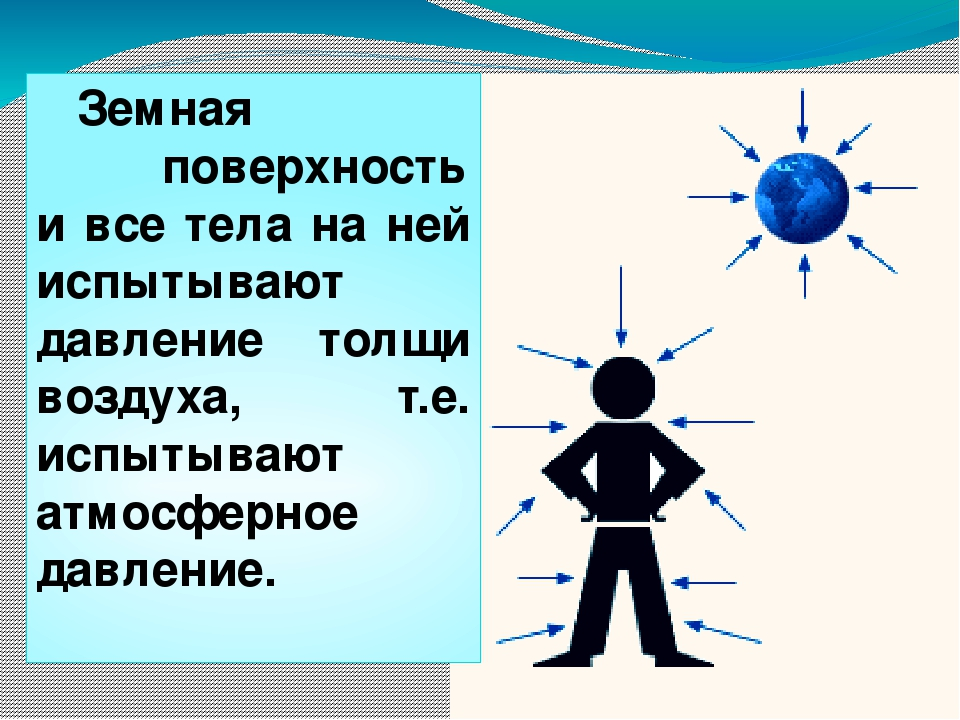 Земная
поверхность
и все тела на ней
испытывают
давление толщи
воздуха, т.е.
испытывают
атмосферное
давление.